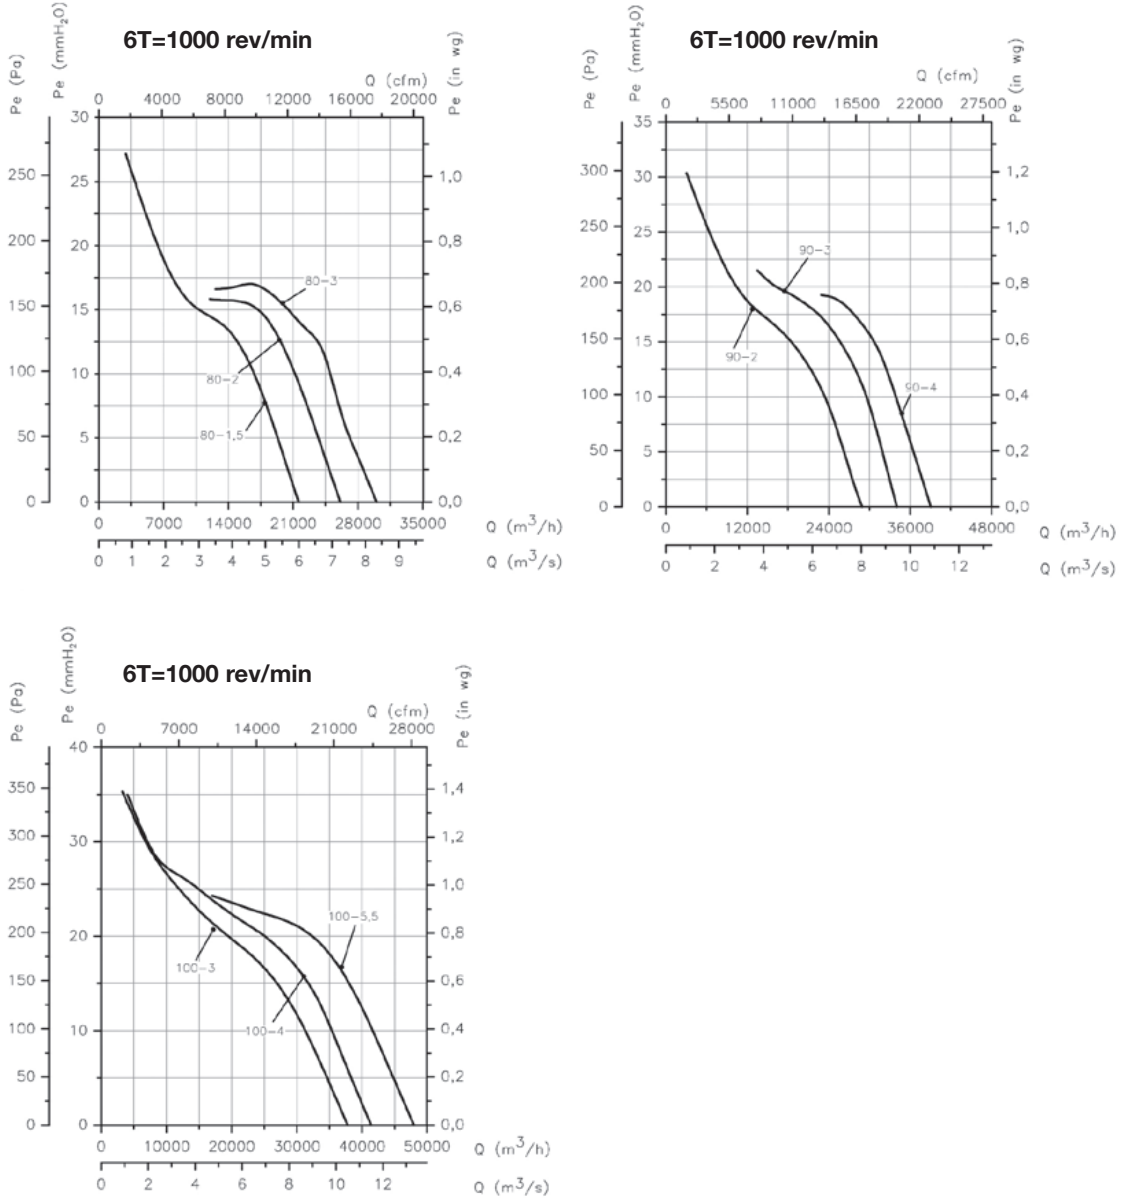 6T=1000 rev/min
Pe (Pa)
Pe (mmH2O)
Pe (in wg)
Q (cfm)
0 4000 8000 12000 16000 20000
30
25
20
15
10
5
0
250
200
150
100
50
0
1,0
0,8
0,6
0,4
0,2
0,0
80-3
80-2
80-1,5
0 7000 14000 21000 28000 35000 Q (m³/h)
0 1 2 3 4 5 6 7 8 9 Q (m³/s)
6T=1000 rev/min
Pe (Pa)
Pe (mmH2O)
Pe (in wg)
Q (cfm)
0 5500 11000 16500 22000 27500
35
30
25
20
15
10
5
0
300
250
200
150
100
50
0
1,2
1,0
0,8
0,6
0,4
0,2
0,0
90-3
90-2
90-4
0 12000 24000 36000 48000 Q (m³/h)
0 2 4 6 8 10 12 Q (m³/s)
6T=1000 rev/min
Pe (Pa)
Pe (mmH2O)
Pe (in wg)
Q (cfm)
0 7000 14000 21000 28000
40
30
20
10
0
350
300
250
200
150
100
50
0
1,4
1,2
1,0
0,8
0,6
0,4
0,2
0,0
100-5,5
100-3
100-4
0 10000 20000 30000 40000 50000 Q (m³/h)
0 2 4 6 8 10 12 Q (m³/s)